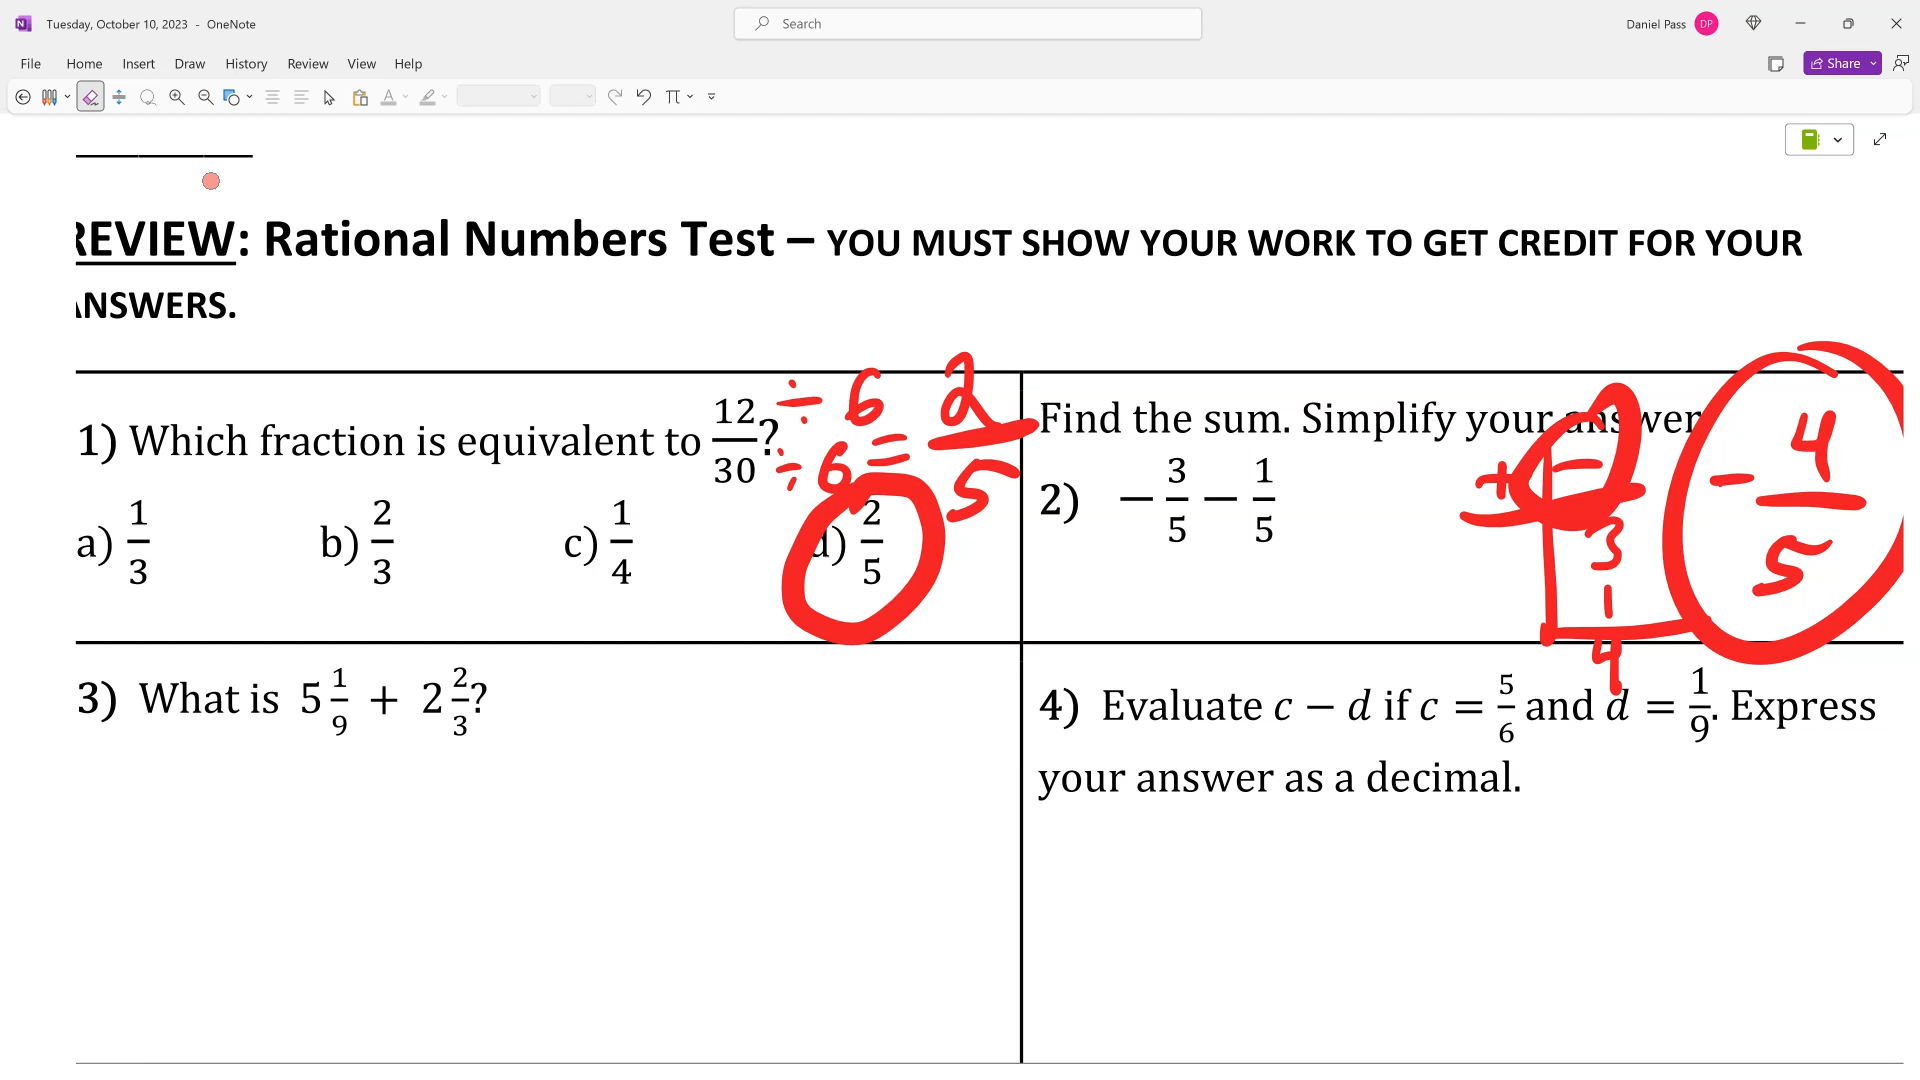 Tuesday, October 10, 2023 - OneNote
Search
Daniel Pass DP
File Home Insert Draw History Review View Help
Share
REVIEW: Rational Numbers Test – YOU MUST SHOW YOUR WORK TO GET CREDIT FOR YOUR
ANSWERS.
1) Which fraction is equivalent to 12/30?
÷ 6
÷ 6
= 2/5
a) 1/3 b) 2/3 c) 1/4 d) 2/5
Find the sum. Simplify your answer
2) − 3/5 − 1/5
+ −
3
1
4
- 4/5
3) What is 5 1/9 + 2 2/3?
4) Evaluate c − d if c = 5/6 and d = 1/9. Express
your answer as a decimal.